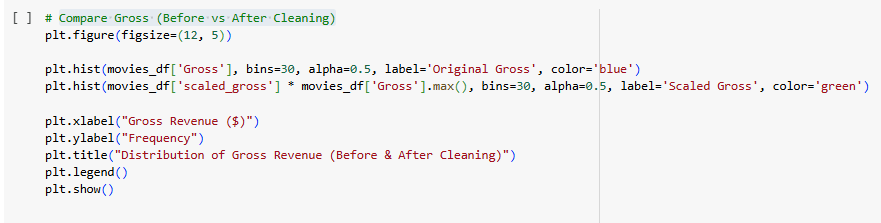 [ ] # Compare Gross (Before vs After Cleaning)
plt.figure(figsize=(12, 5))
plt.hist(movies_df['Gross'], bins=30, alpha=0.5, label='Original Gross', color='blue')
plt.hist(movies_df['scaled_gross'] * movies_df['Gross'].max(), bins=30, alpha=0.5, label='Scaled Gross', color='green')
plt.xlabel("Gross Revenue ($)")
plt.ylabel("Frequency")
plt.title("Distribution of Gross Revenue (Before & After Cleaning)")
plt.legend()
plt.show()